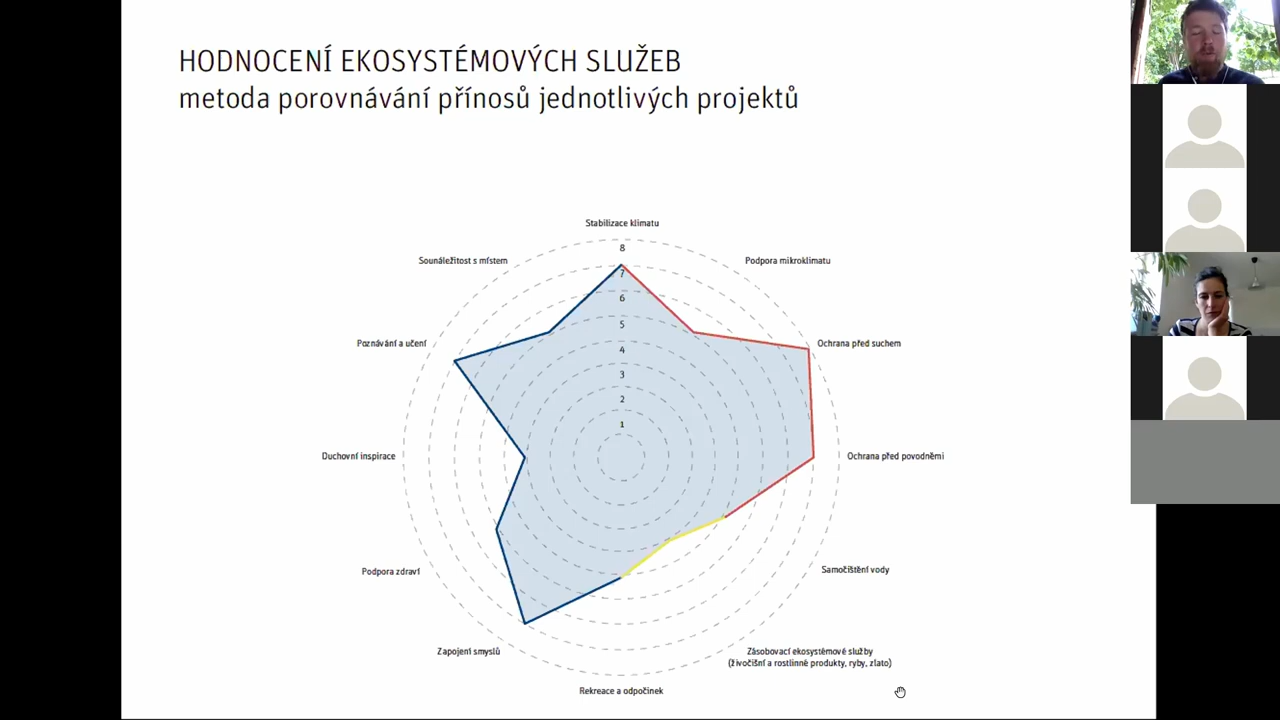 HODNOCENÍ EKOSYSTÉMOVÝCH SLUŽEB
metoda porovnávání přínosů jednotlivých projektů
Stabilizace klimatu
8
Sounáležitost s místem
Podpora mikroklimatu
7
6
5
Poznávání a učení
Ochrana před suchem
4
3
2
1
Duchovní inspirace
Ochrana před povodněmi
Podpora zdraví
Samočištění vody
Zapojení smyslů
Zásobovací ekosystémové služby
(živočišní a rostlinné produkty, ryby, zlato)
Rekreace a odpočinek